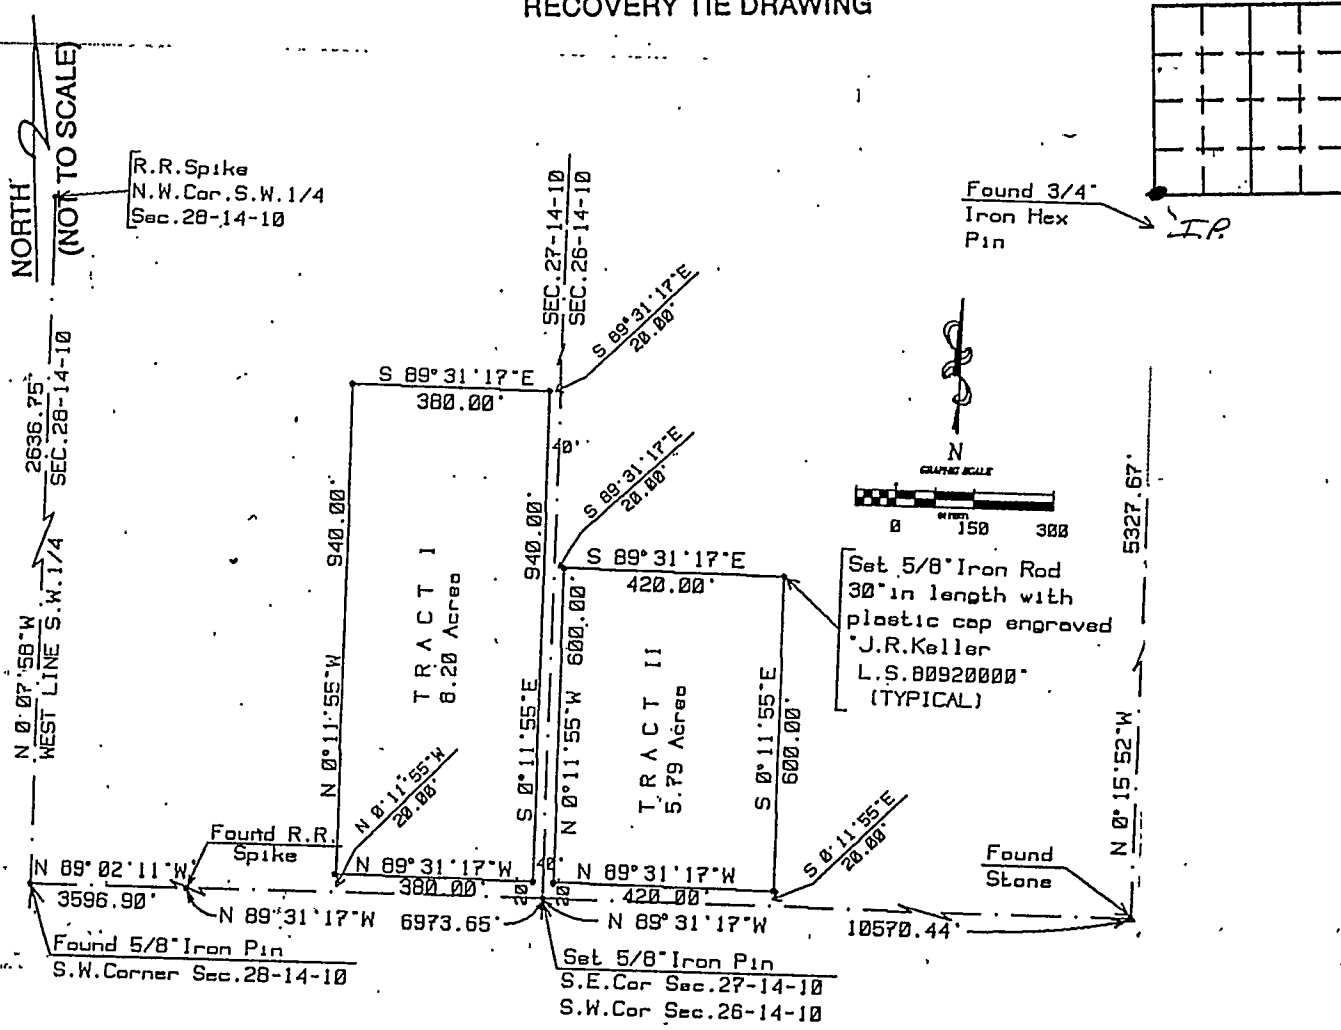 RECOVERY TIE DRAWING
NORTH
(NOT TO SCALE)
R.R.Spike
N.W.Cor.S.W.1/4
Sec.28-14-10
Found 3/4"
Iron Hex
Pin
I.P.
SEC.27-14-10
SEC.26-14-10
S 89°31'17"E
20.00'
S 89°31'17"E
380.00'
2636.75'
SEC.28-14-10
N 0°07'58"W
WEST LINE S.W.1/4
40'
S 89°31'17"E
20.00'
N
GRAPHIC SCALE
0 150 300
5327.67'
940.00'
N 0°11'55"W
TRACT I
8.20 Acres
940.00'
S 0°11'55"E
S 89°31'17"E
420.00'
600.00'
N 0°11'55"W
TRACT II
5.79 Acres
S 0°11'55"E
600.00'
Set 5/8"Iron Rod
30"in length with
plastic cap engraved
"J.R.Keller
L.S.80920000"
(TYPICAL)
N 0°15'52"W
N 0°11'55"W
20.00'
S 0°11'55"E
20.00'
Found R.R.
Spike
Found
Stone
N 89°02'11"W
3596.90'
N 89°31'17"W
380.00'
40'
20'
20'
N 89°31'17"W
420.00'
N 89°31'17"W 6973.65'
N 89°31'17"W
10570.44'
Found 5/8"Iron Pin
S.W.Corner Sec.28-14-10
Set 5/8"Iron Pin
S.E.Cor Sec.27-14-10
S.W.Cor Sec.26-14-10